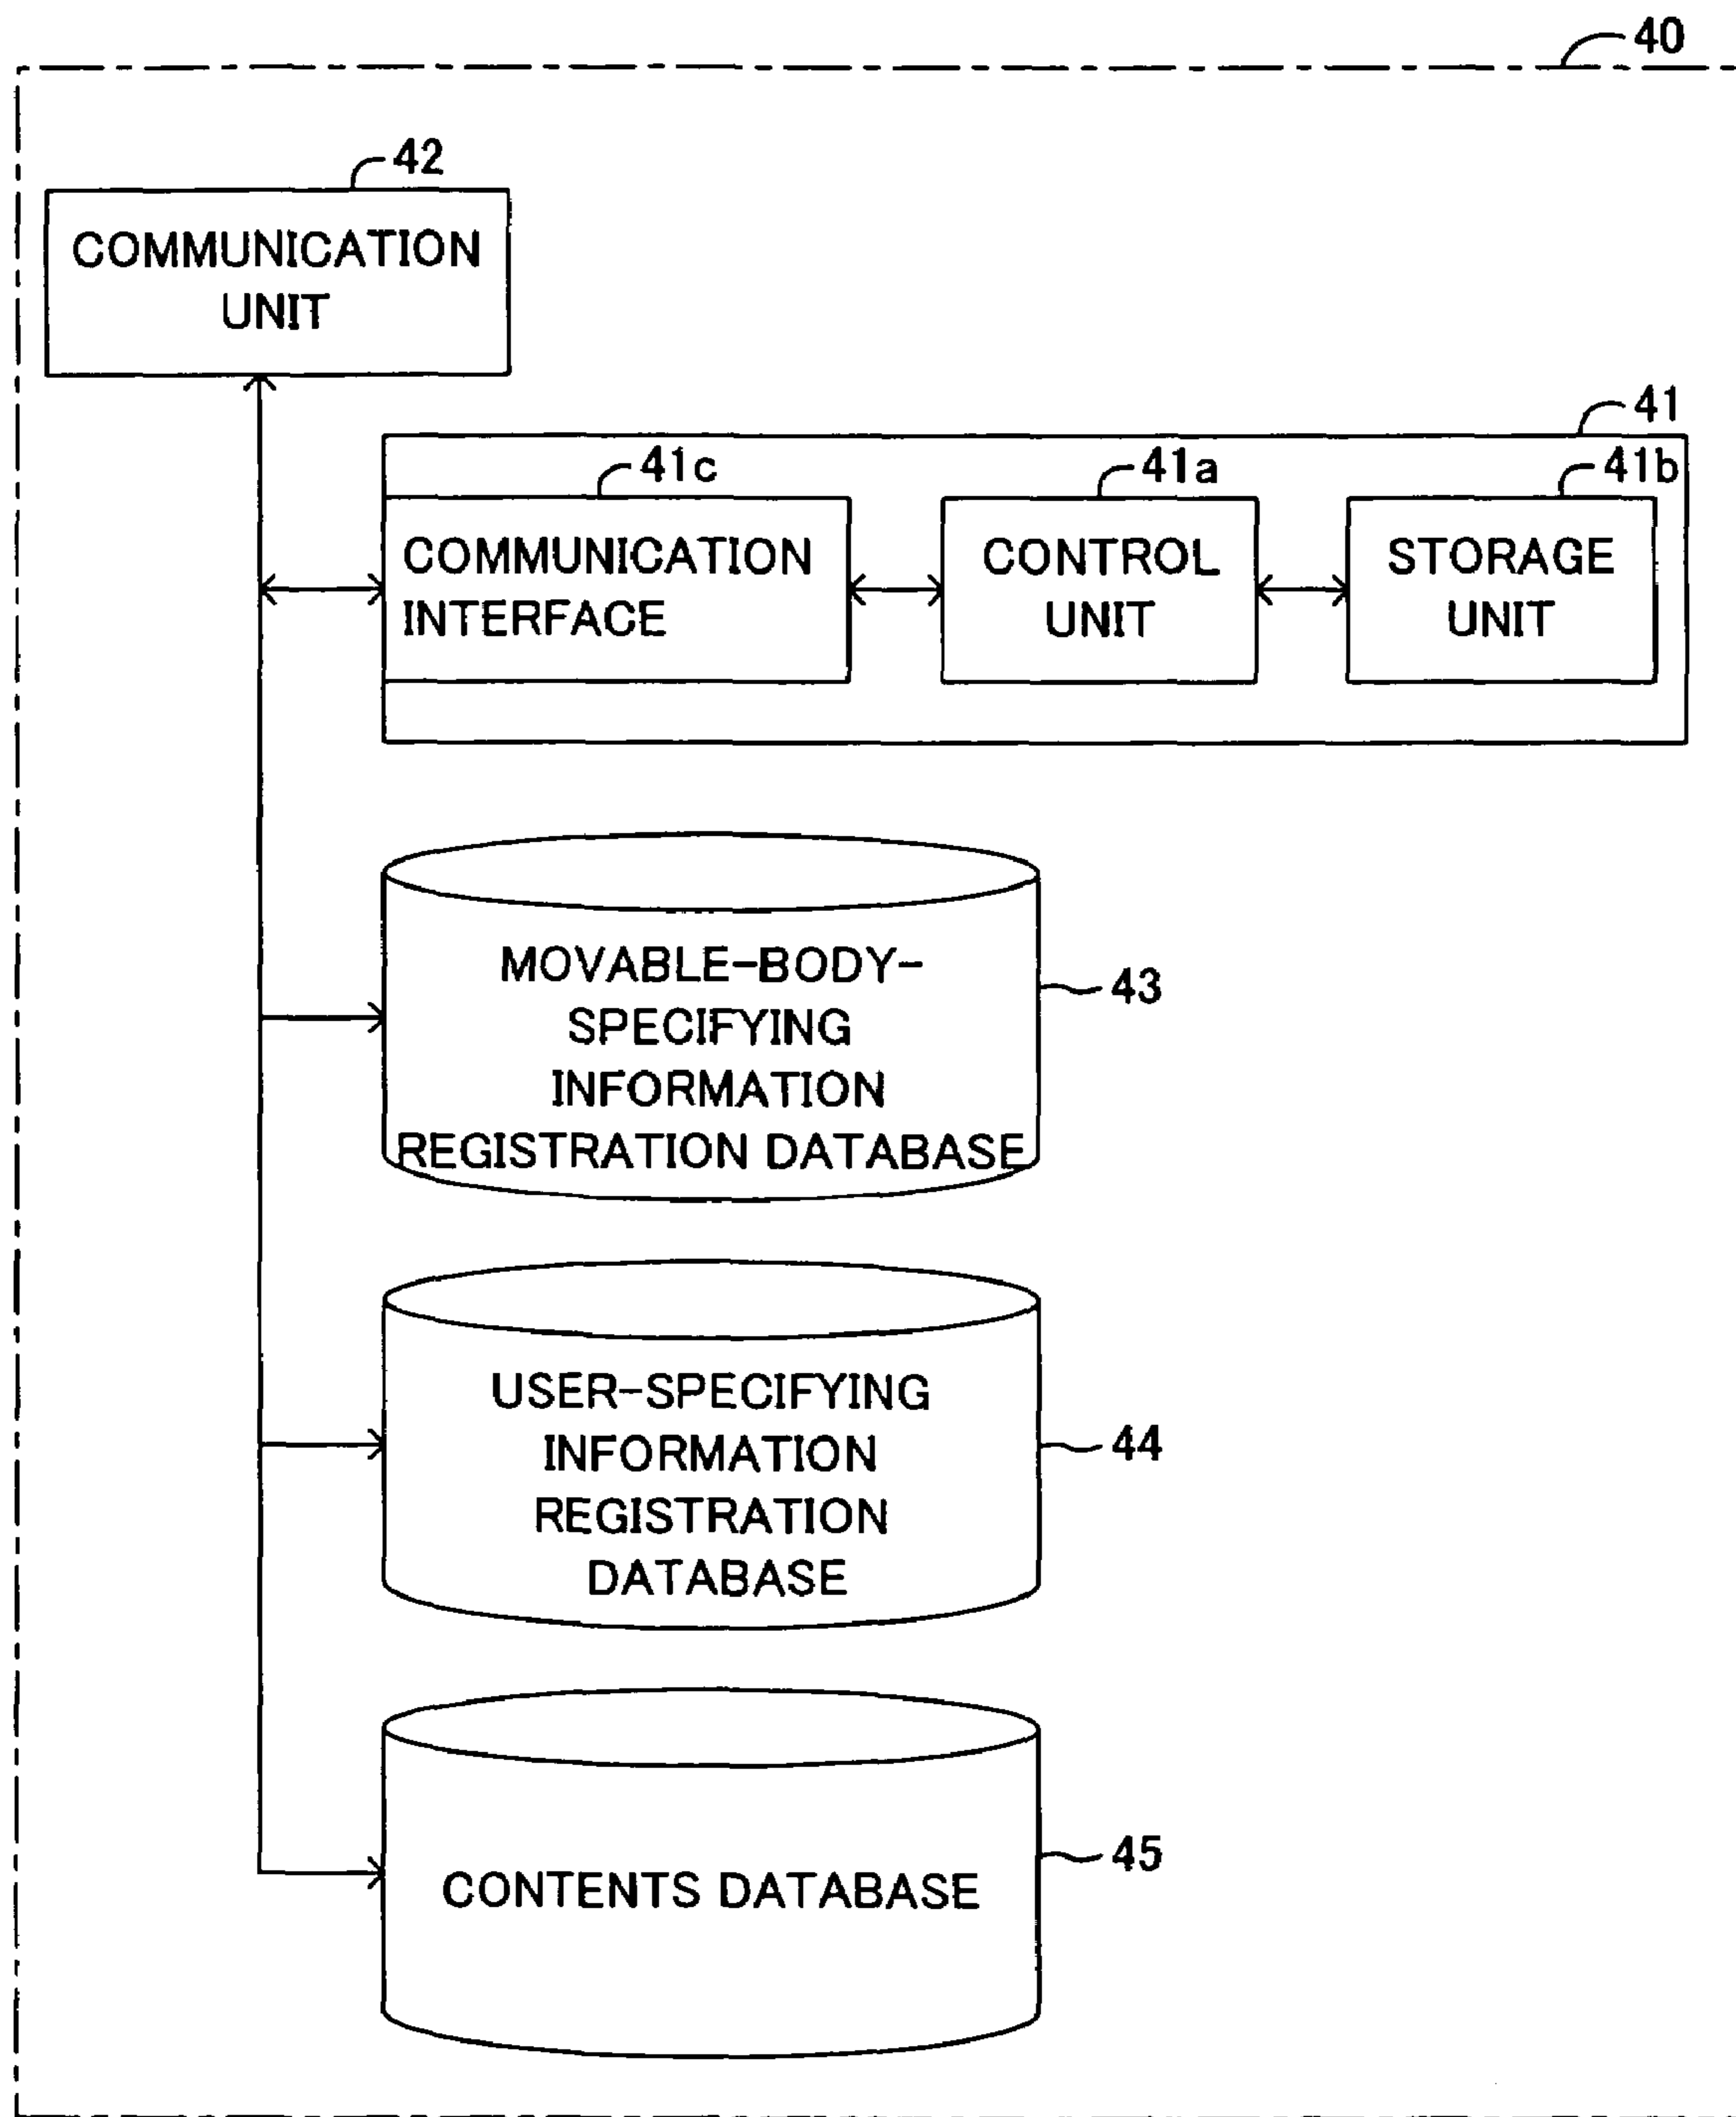 40
42
COMMUNICATION
UNIT
41
41c
41a
41b
COMMUNICATION
INTERFACE
CONTROL
UNIT
STORAGE
UNIT
MOVABLE-BODY-
SPECIFYING
INFORMATION
REGISTRATION DATABASE
43
USER-SPECIFYING
INFORMATION
REGISTRATION
DATABASE
44
CONTENTS DATABASE
45